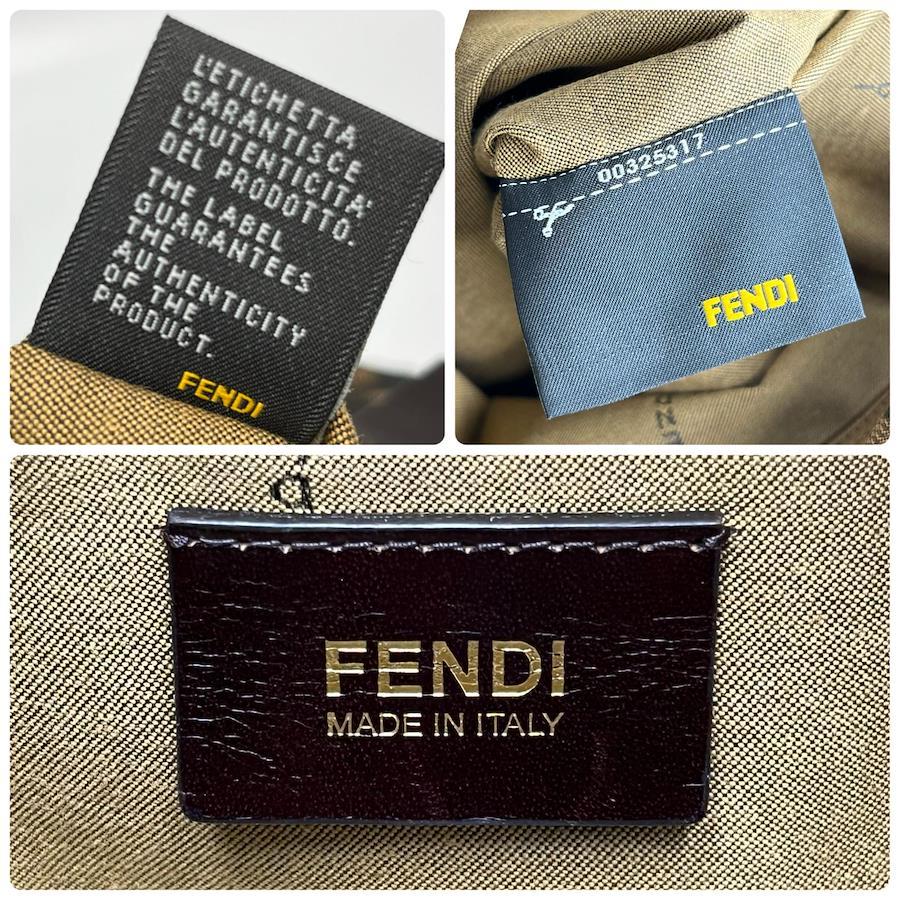 L'ETICHETTA
GARANTISCE
L'AUTENTICITA'
DEL PRODOTTO.
THE LABEL
GUARANTEES
THE
AUTHENTICITY
OF THE
PRODUCT.
FENDI
00325317
FENDI
FENDI
MADE IN ITALY